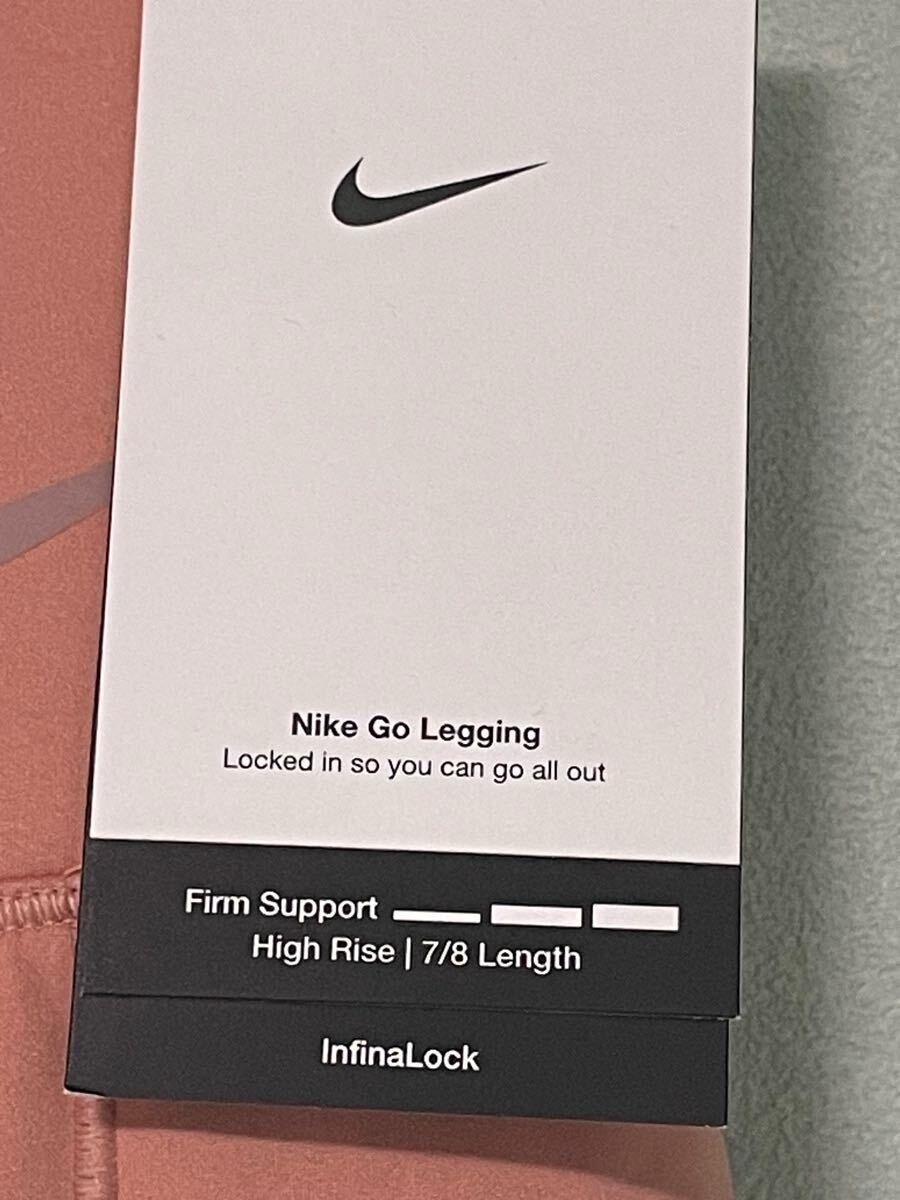 Nike Go Legging
Locked in so you can go all out
Firm Support
High Rise | 7/8 Length
InfinaLock